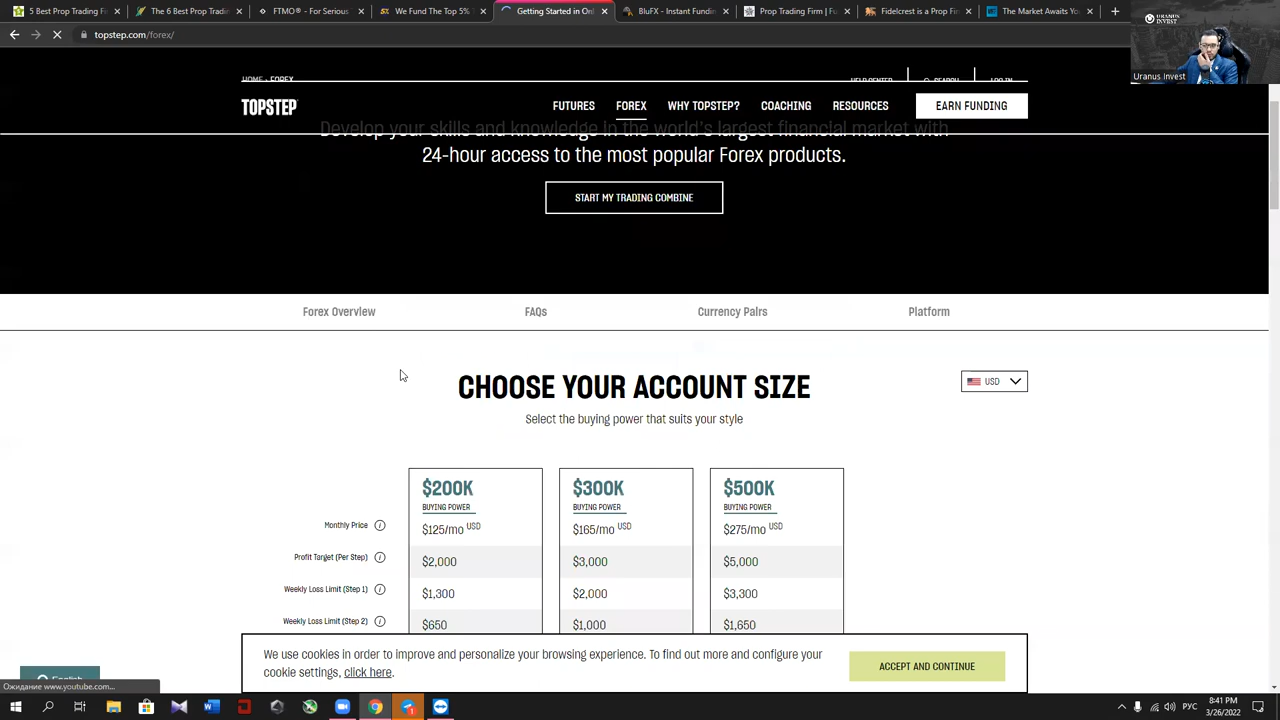 5 Best Prop Trading Fir
The 6 Best Prop Trading
FTMO® - For Serious
We Fund The Top 5%
Getting Started in Onl
BluFX - Instant Fundin
Prop Trading Firm | Fu
Fidelcrest is a Prop Fir
The Market Awaits Yo
URANUS
INVEST
topstep.com/forex/
Uranus Invest
HOME › FOREX
HELP CENTER
SEARCH
LOG IN
TOPSTEP
FUTURES
FOREX
WHY TOPSTEP?
COACHING
RESOURCES
EARN FUNDING
Develop your skills and knowledge in the world's largest financial market with
24-hour access to the most popular Forex products.
START MY TRADING COMBINE
Forex Overview
FAQs
Currency Pairs
Platform
CHOOSE YOUR ACCOUNT SIZE
USD
Select the buying power that suits your style
$200K $300K $500K
BUYING POWER BUYING POWER BUYING POWER
Monthly Price $125/mo USD $165/mo USD $275/mo USD
Profit Target (Per Step) $2,000 $3,000 $5,000
Weekly Loss Limit (Step 1) $1,300 $2,000 $3,300
Weekly Loss Limit (Step 2) $650 $1,000 $1,650
We use cookies in order to improve and personalize your browsing experience. To find out more and configure your
cookie settings, click here.
ACCEPT AND CONTINUE
English
Ожидание www.youtube.com...
РУС
8:41 PM
3/26/2022